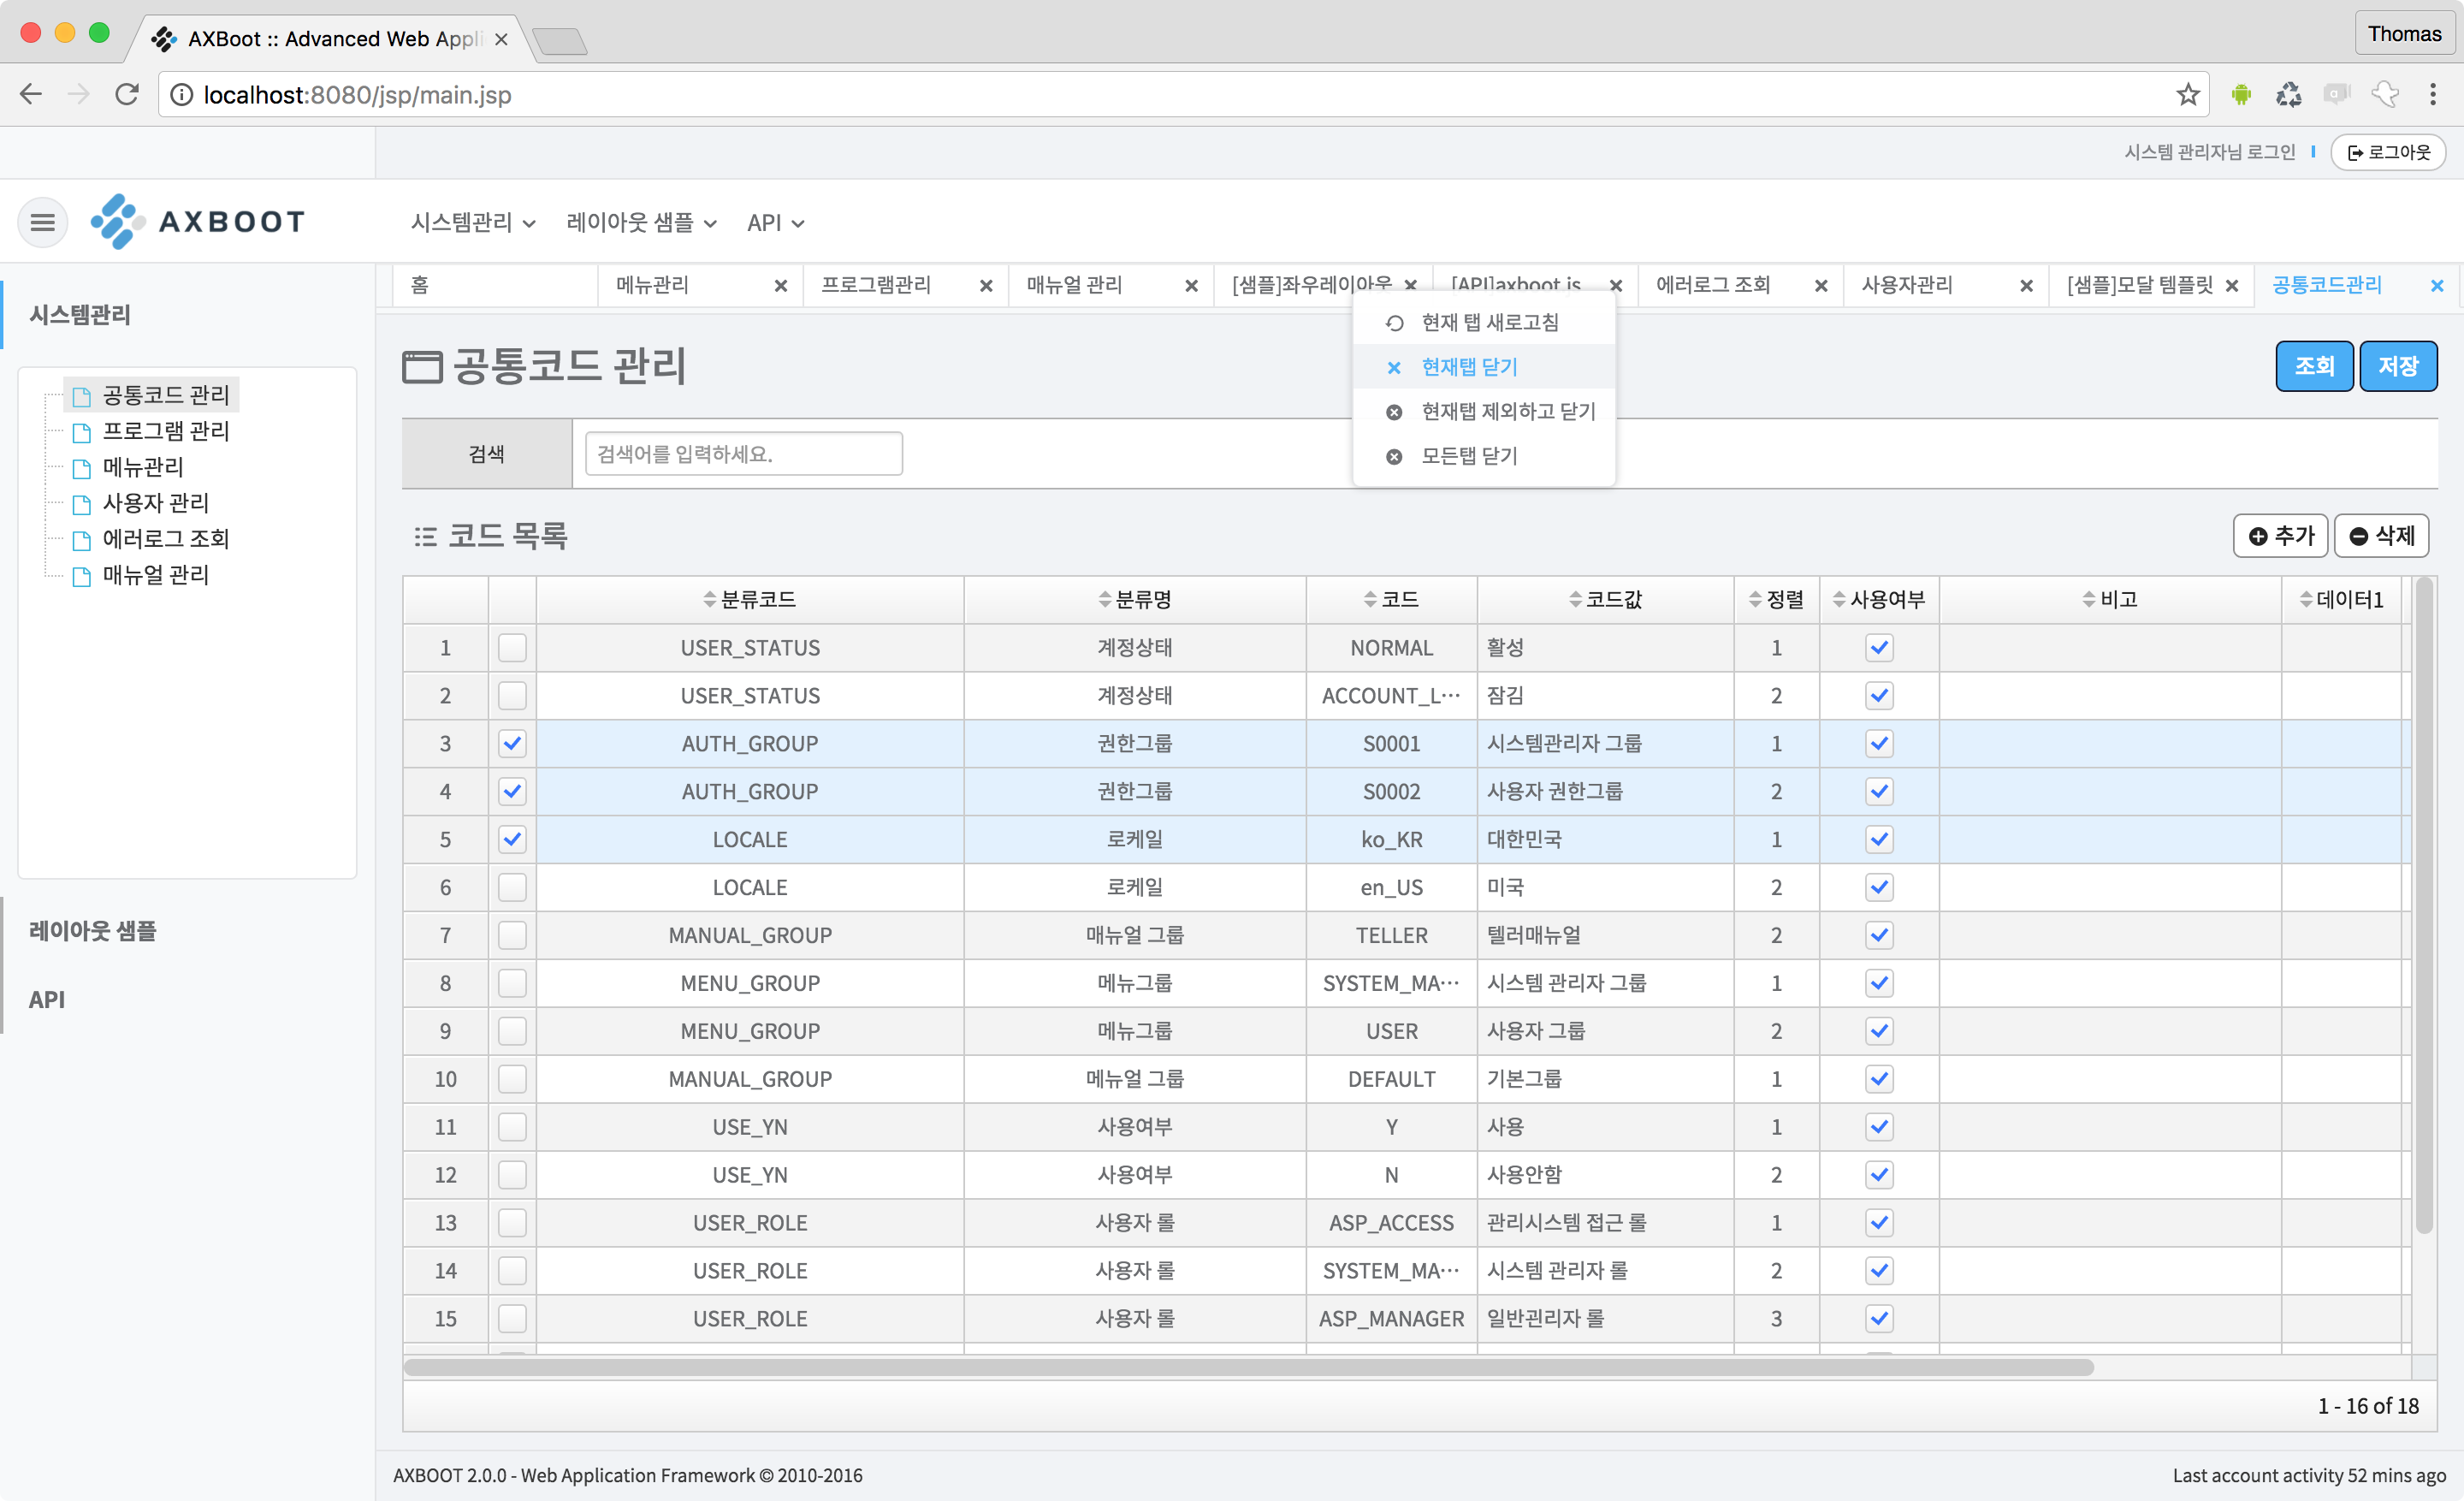 AXBoot :: Advanced Web Appli
Thomas
localhost:8080/jsp/main.jsp
시스템 관리자님 로그인
로그아웃
AXBOOT
시스템관리 레이아웃 샘플 API
홈 메뉴관리 프로그램관리 매뉴얼 관리 [샘플]좌우레이아웃 [API]axboot.js 에러로그 조회 사용자관리 [샘플]모달 템플릿 공통코드관리
현재 탭 새로고침
현재탭 닫기
현재탭 제외하고 닫기
모든탭 닫기
시스템관리
공통코드 관리
프로그램 관리
메뉴관리
사용자 관리
에러로그 조회
매뉴얼 관리
레이아웃 샘플
API
공통코드 관리
조회 저장
검색 검색어를 입력하세요.
코드 목록
추가 삭제
분류코드 분류명 코드 코드값 정렬 사용여부 비고 데이터1
1 USER_STATUS 계정상태 NORMAL 활성 1
2 USER_STATUS 계정상태 ACCOUNT_L··· 잠김 2
3 AUTH_GROUP 권한그룹 S0001 시스템관리자 그룹 1
4 AUTH_GROUP 권한그룹 S0002 사용자 권한그룹 2
5 LOCALE 로케일 ko_KR 대한민국 1
6 LOCALE 로케일 en_US 미국 2
7 MANUAL_GROUP 매뉴얼 그룹 TELLER 텔러매뉴얼 2
8 MENU_GROUP 메뉴그룹 SYSTEM_MA··· 시스템 관리자 그룹 1
9 MENU_GROUP 메뉴그룹 USER 사용자 그룹 2
10 MANUAL_GROUP 메뉴얼 그룹 DEFAULT 기본그룹 1
11 USE_YN 사용여부 Y 사용 1
12 USE_YN 사용여부 N 사용안함 2
13 USER_ROLE 사용자 롤 ASP_ACCESS 관리시스템 접근 롤 1
14 USER_ROLE 사용자 롤 SYSTEM_MA··· 시스템 관리자 롤 2
15 USER_ROLE 사용자 롤 ASP_MANAGER 일반괸리자 롤 3
1 - 16 of 18
AXBOOT 2.0.0 - Web Application Framework © 2010-2016
Last account activity 52 mins ago